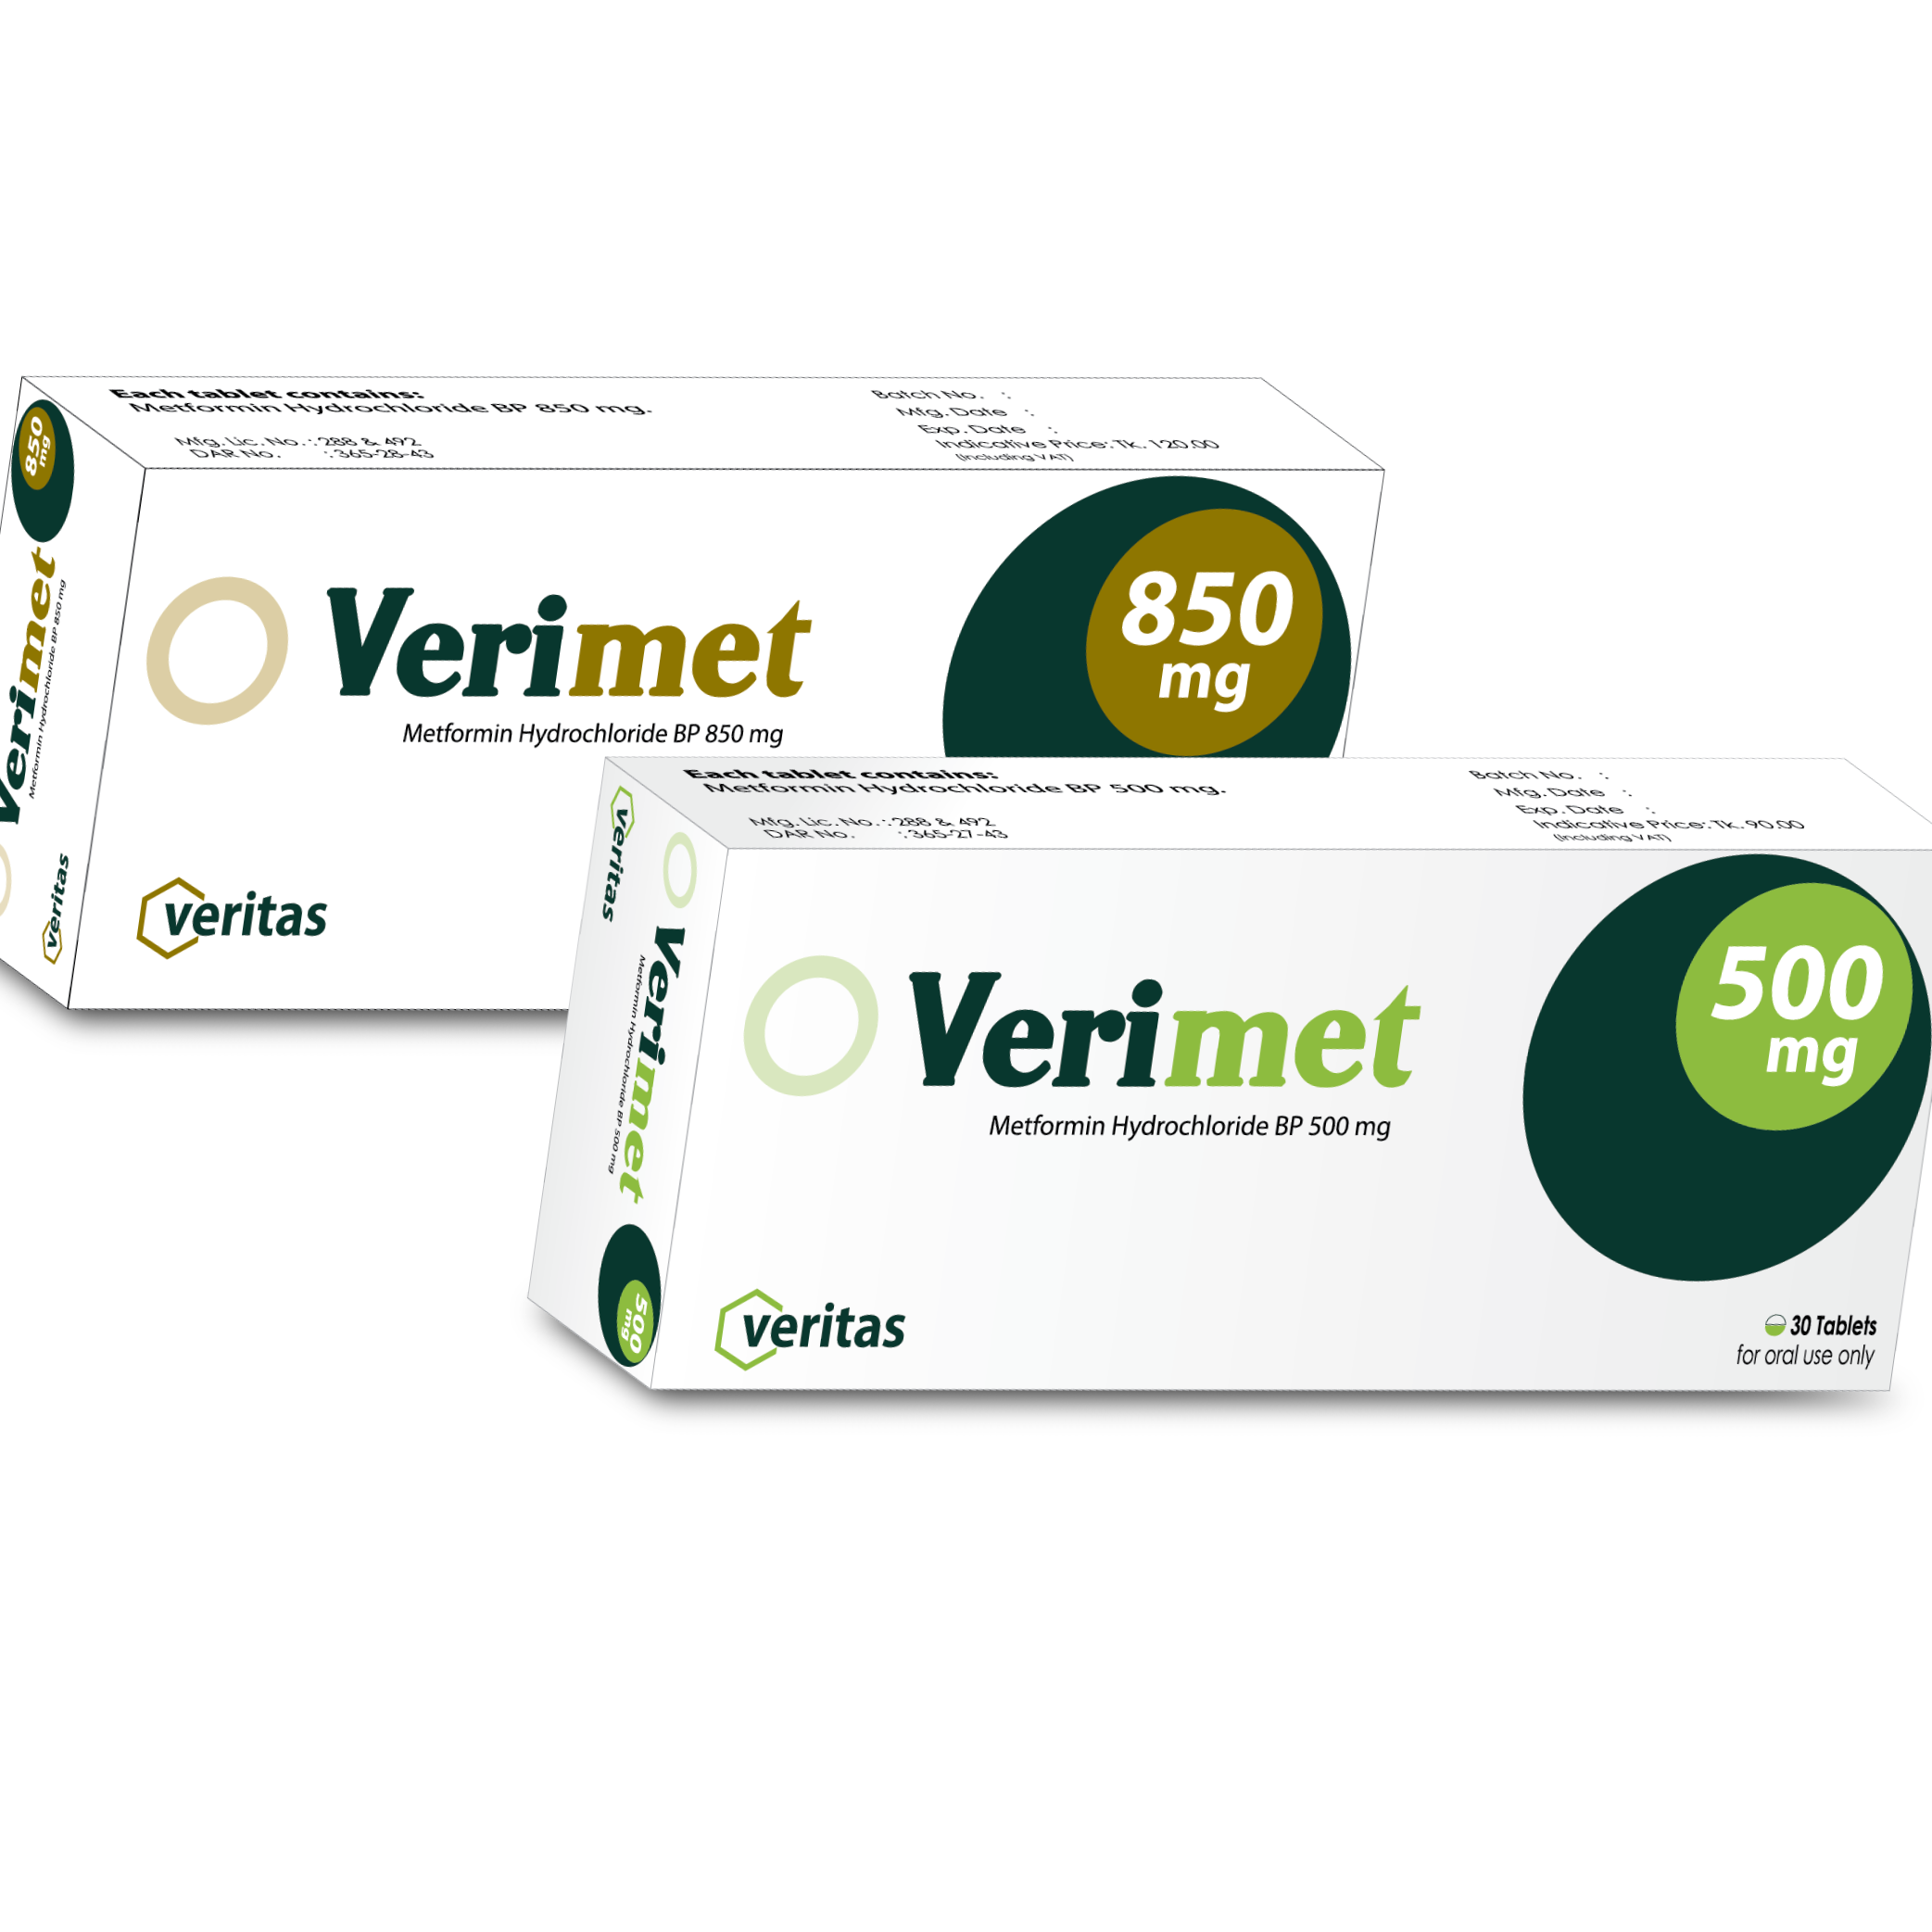 Each tablet contains:
Metformin Hydrochloride BP 850 mg.
Mfg. Lic. No. : 288 & 492
DAR No. : 365-28-43
Batch No. :
Mfg. Date :
Exp. Date :
Indicative Price: Tk. 120.00
(Including VAT)
850
mg
Verimet
Metformin Hydrochloride BP 850 mg
veritas
Verimet
Metformin Hydrochloride BP 850 mg
850
mg
veritas
Each tablet contains:
Metformin Hydrochloride BP 500 mg.
Mfg. Lic. No. : 288 & 492
DAR No. : 365-27-43
Batch No. :
Mfg. Date :
Exp. Date :
Indicative Price: Tk. 90.00
(Including VAT)
veritas
Verimet
Metformin Hydrochloride BP 500 mg
500
mg
Verimet
Metformin Hydrochloride BP 500 mg
500
mg
veritas
30 Tablets
for oral use only